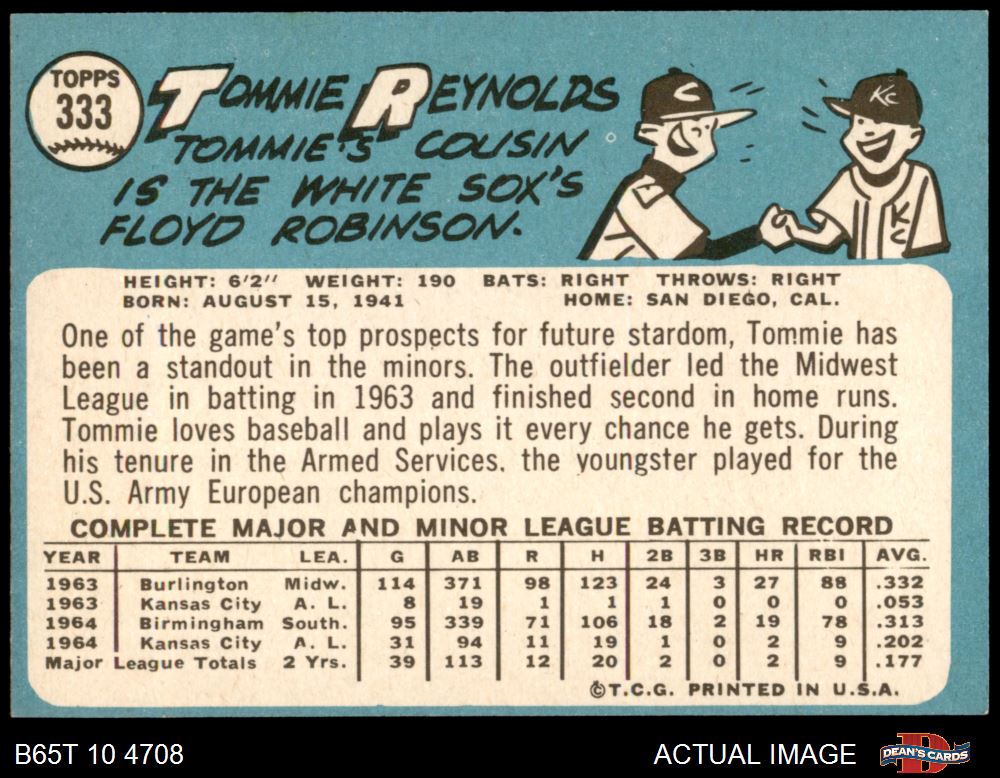 TOPPS
333
TOMMIE REYNOLDS
TOMMIE'S COUSIN
IS THE WHITE SOX'S
FLOYD ROBINSON.
C
KC
KC
HEIGHT: 6'2" WEIGHT: 190 BATS: RIGHT THROWS: RIGHT
BORN: AUGUST 15, 1941 HOME: SAN DIEGO, CAL.
One of the game's top prospects for future stardom, Tommie has
been a standout in the minors. The outfielder led the Midwest
League in batting in 1963 and finished second in home runs.
Tommie loves baseball and plays it every chance he gets. During
his tenure in the Armed Services. the youngster played for the
U.S. Army European champions.
COMPLETE MAJOR AND MINOR LEAGUE BATTING RECORD
YEAR TEAM LEA. G AB R H 2B 3B HR RBI AVG.
1963 Burlington Midw. 114 371 98 123 24 3 27 88 .332
1963 Kansas City A. L. 8 19 1 1 1 0 0 0 .053
1964 Birmingham South. 95 339 71 106 18 2 19 78 .313
1964 Kansas City A. L. 31 94 11 19 1 0 2 9 .202
Major League Totals 2 Yrs. 39 113 12 20 2 0 2 9 .177
©T.C.G. PRINTED IN U.S.A.
B65T 10 4708 ACTUAL IMAGE DEAN'S CARDS